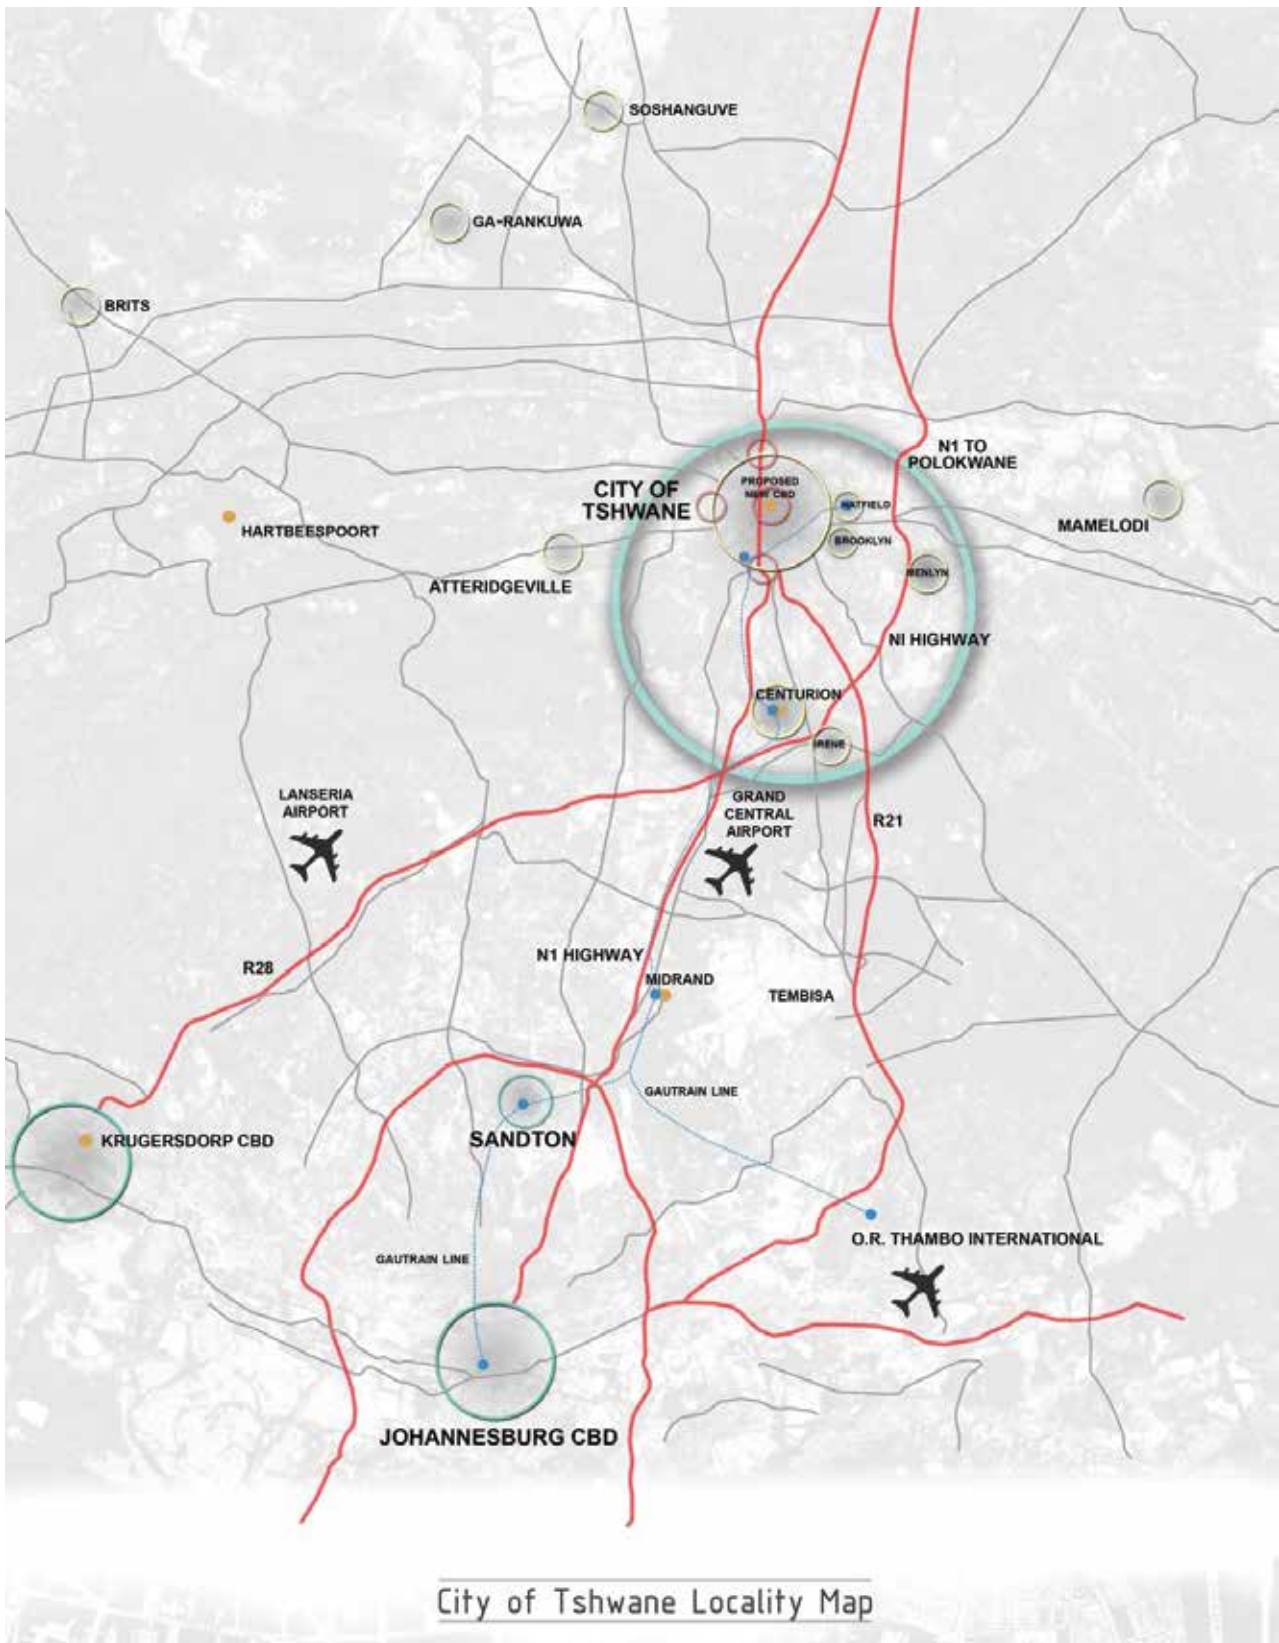 SOSHANGUVE
GA-RANKUWA
BRITS
N1 TO
POLOKWANE
CITY OF
TSHWANE
PROPOSED
NEW CBD
HATFIELD
MAMELODI
HARTBEESPOORT
BROOKLYN
ATTERIDGEVILLE
MENLYN
NI HIGHWAY
CENTURION
IRENE
LANSERIA
AIRPORT
GRAND
CENTRAL
AIRPORT
R21
N1 HIGHWAY
R28
MIDRAND
TEMBISA
GAUTRAIN LINE
KRUGERSDORP CBD
SANDTON
O.R. THAMBO INTERNATIONAL
GAUTRAIN LINE
JOHANNESBURG CBD
City of Tshwane Locality Map